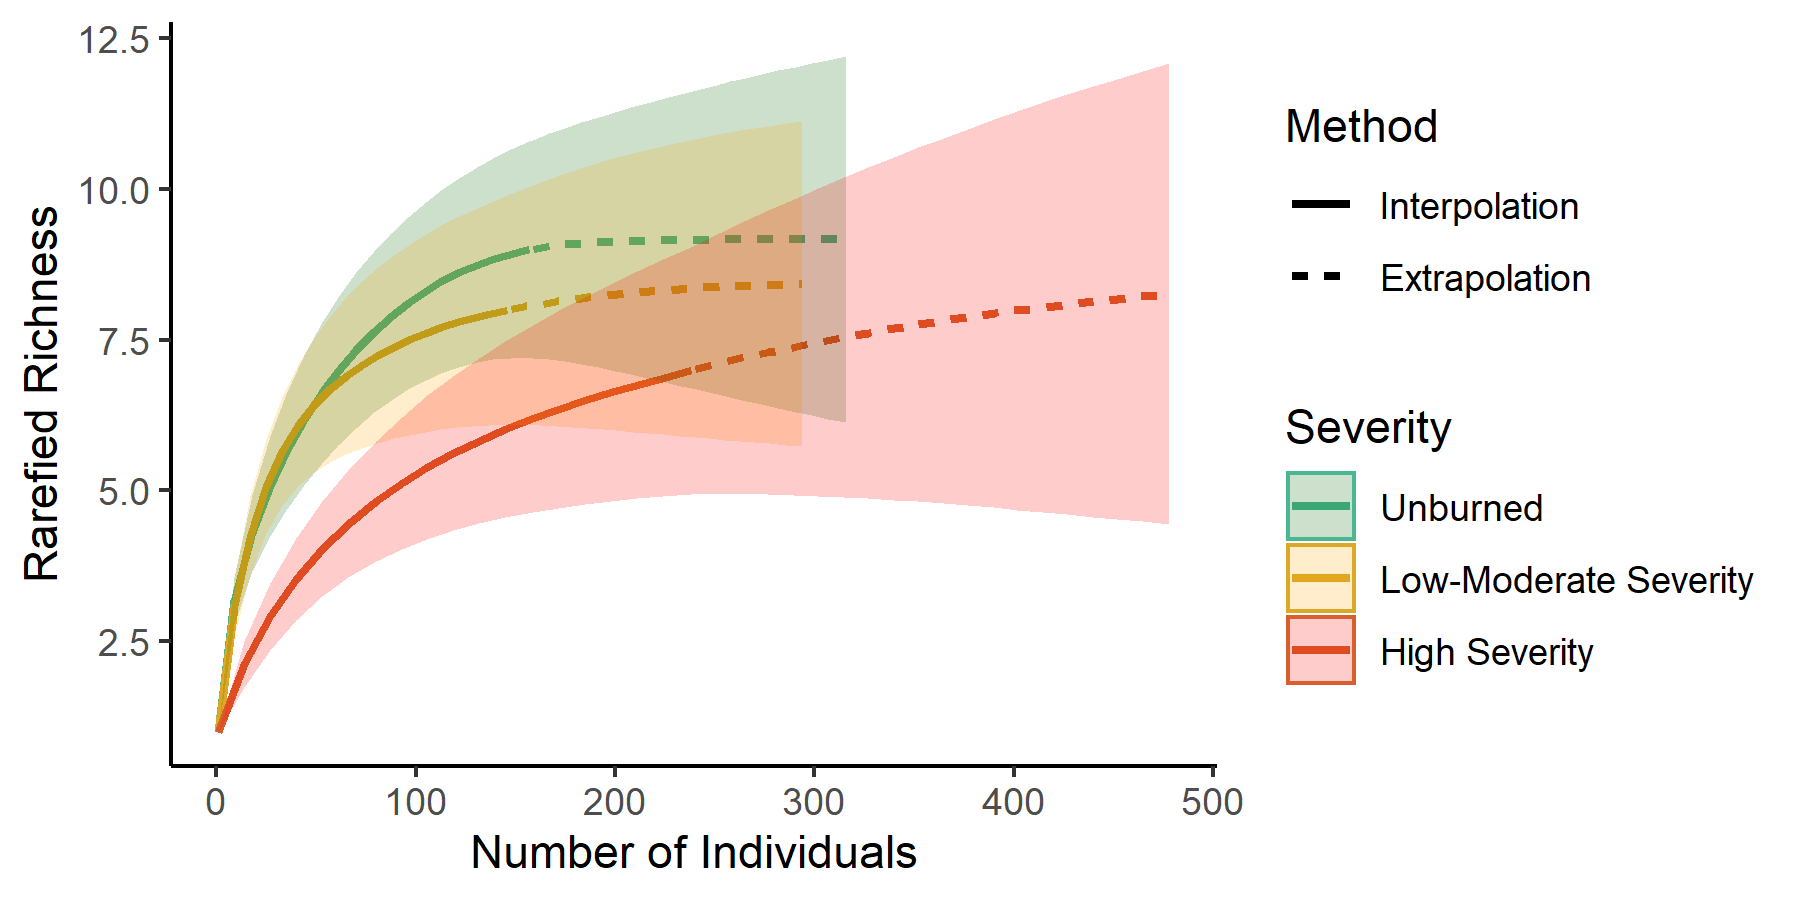 12.5
10.0
7.5
5.0
2.5
Rarefied Richness
0 100 200 300 400 500
Number of Individuals
Method
Interpolation
Extrapolation
Severity
Unburned
Low-Moderate Severity
High Severity